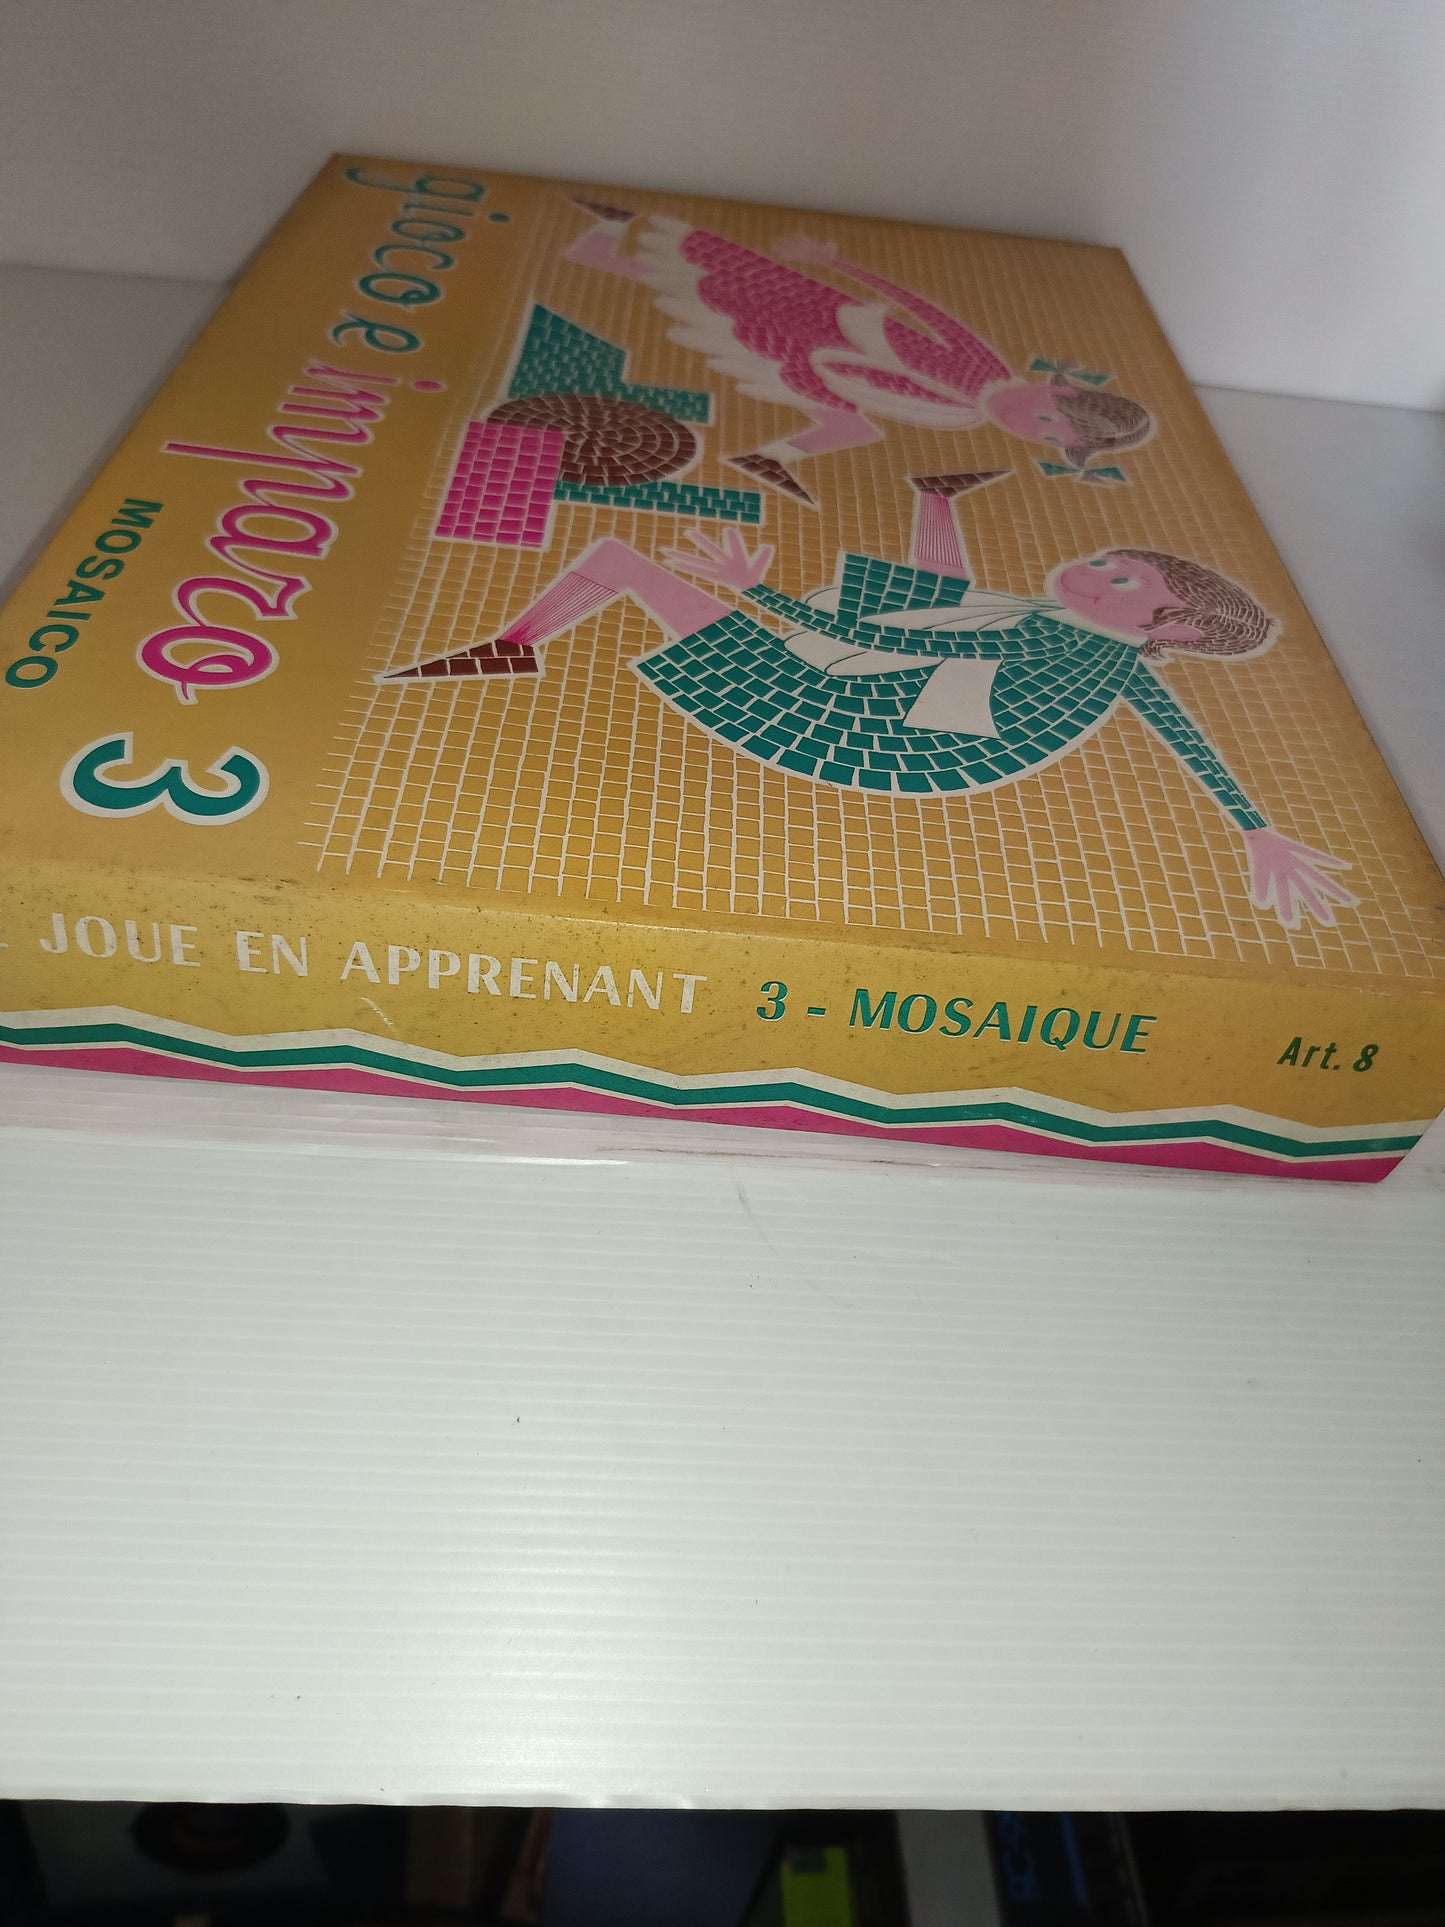 gioco e imparo 3
MOSAICO
JOUE EN APPRENANT 3 - MOSAIQUE Art. 8